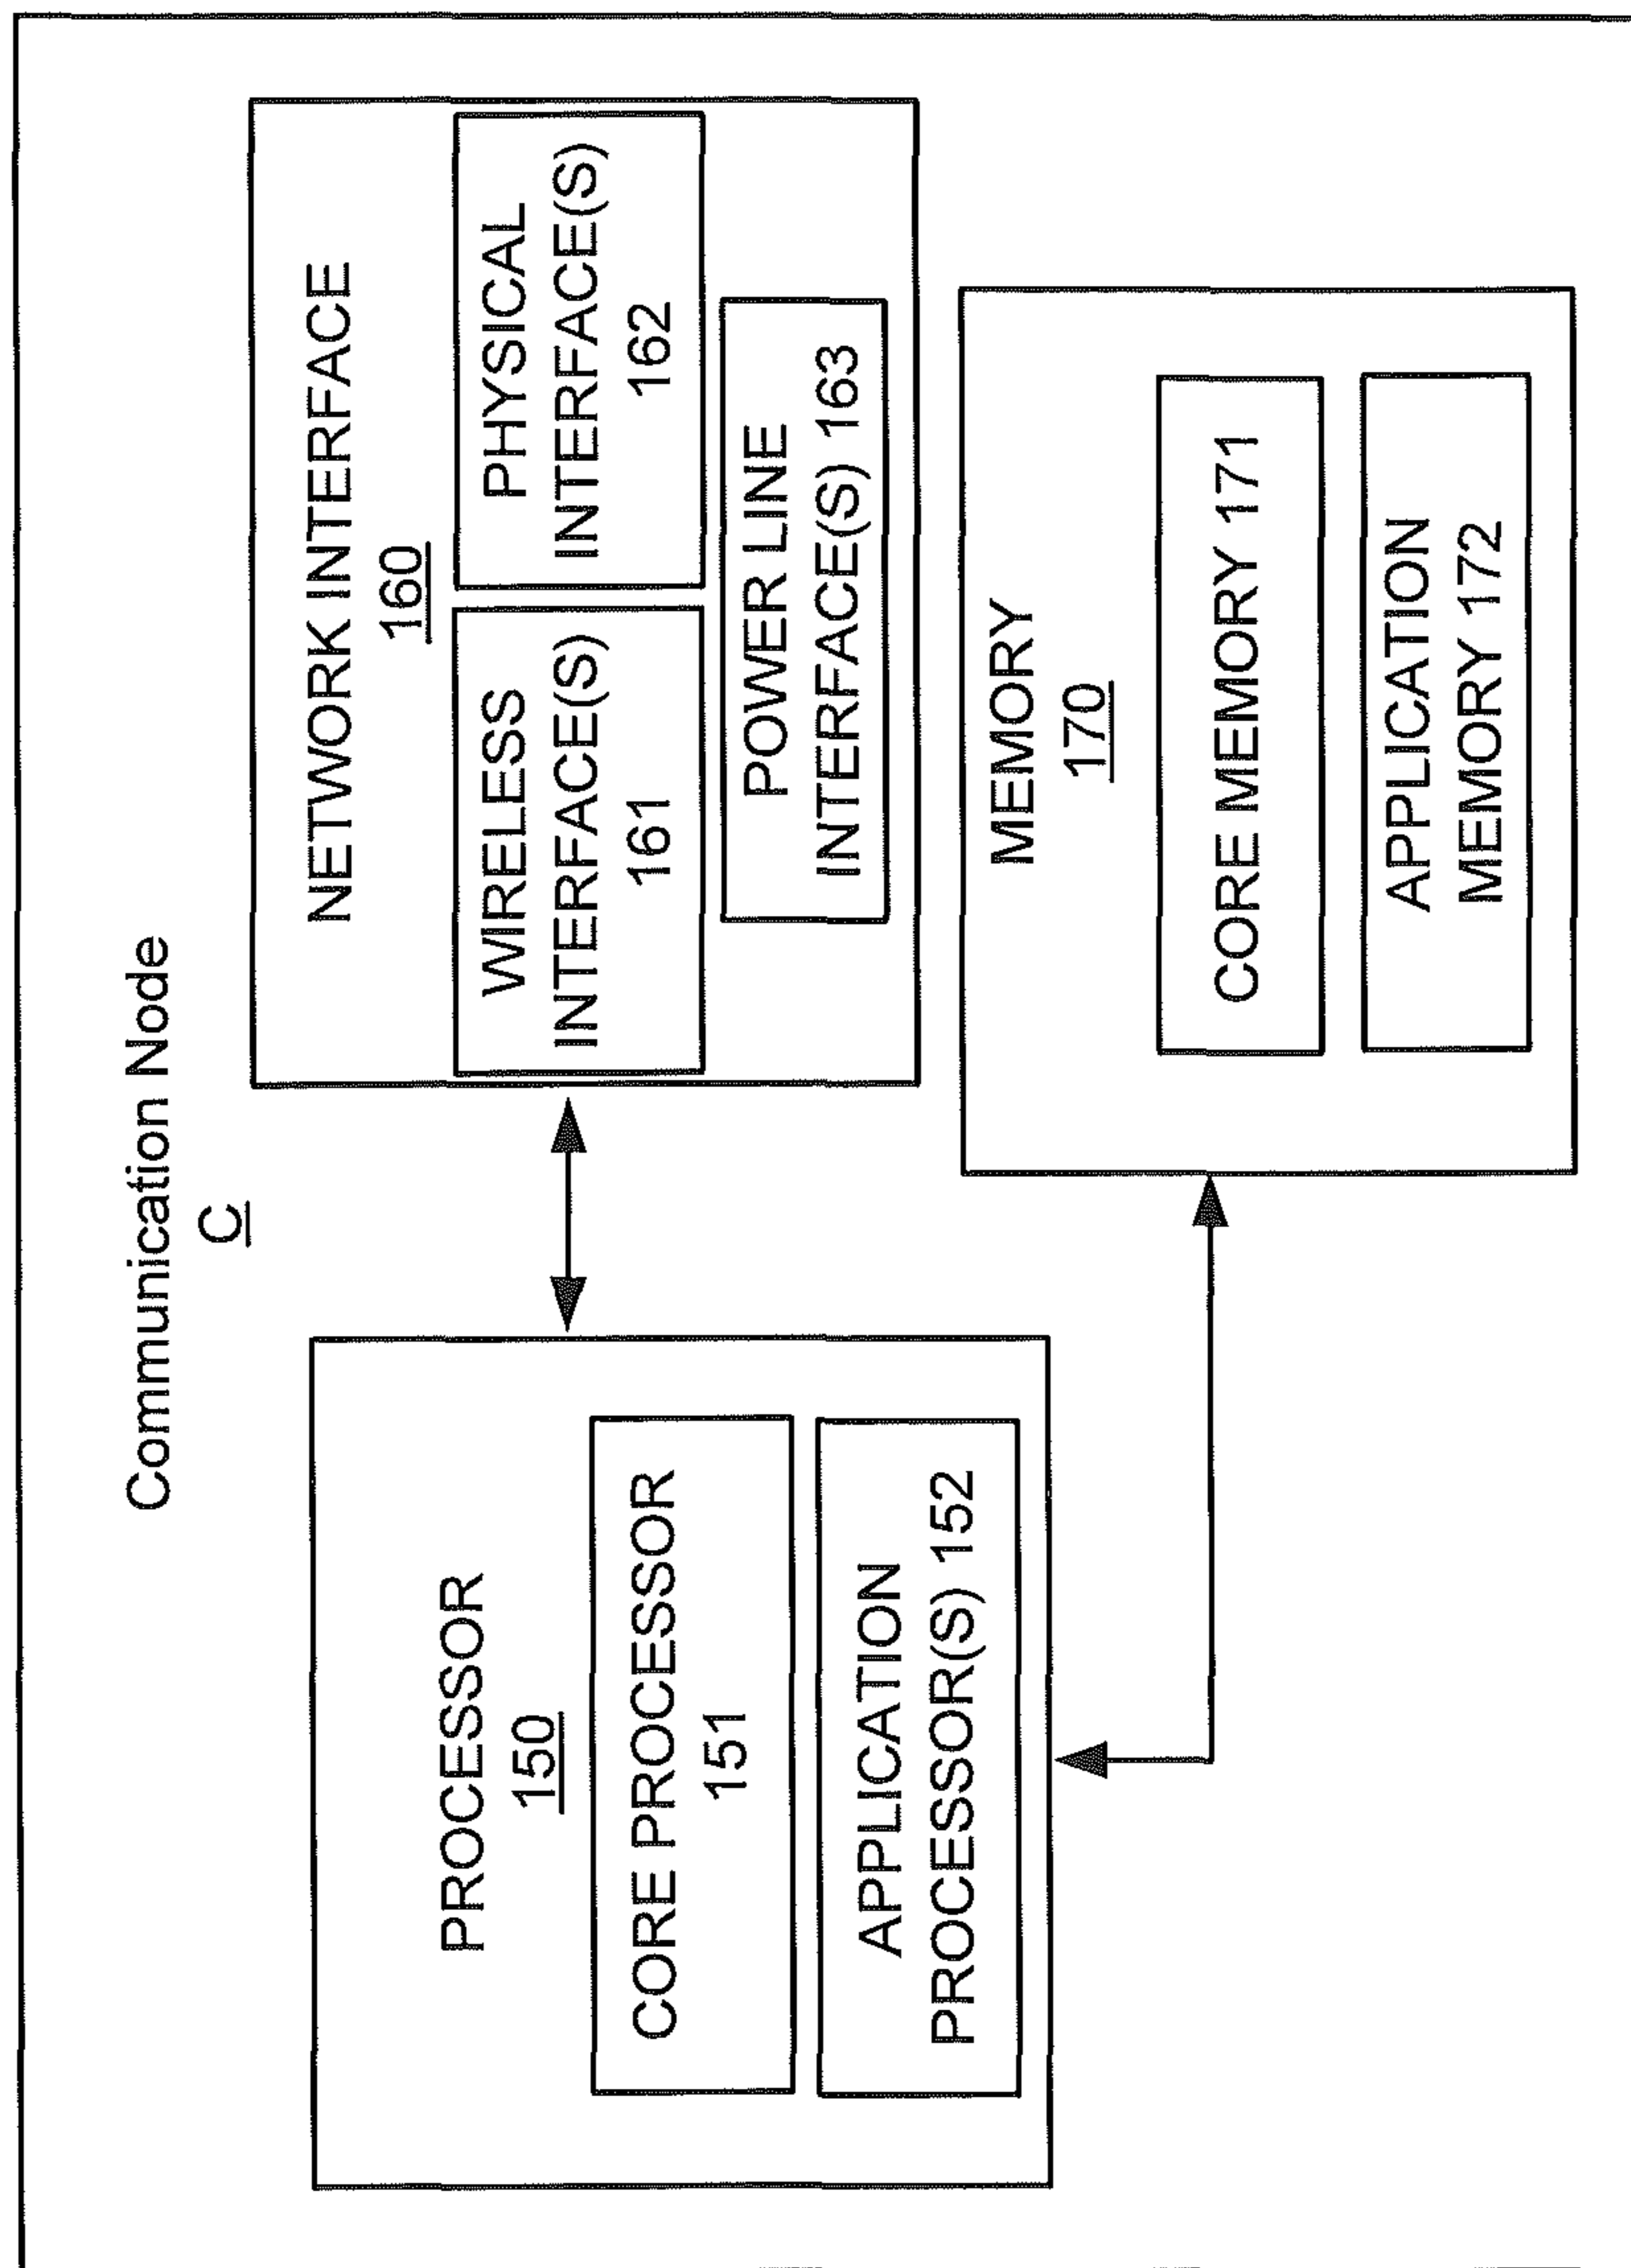 Communication Node
C
PROCESSOR
150
CORE PROCESSOR
151
APPLICATION
PROCESSOR(S) 152
NETWORK INTERFACE
160
WIRELESS
INTERFACE(S)
161
PHYSICAL
INTERFACE(S)
162
POWER LINE
INTERFACE(S) 163
MEMORY
170
CORE MEMORY 171
APPLICATION
MEMORY 172